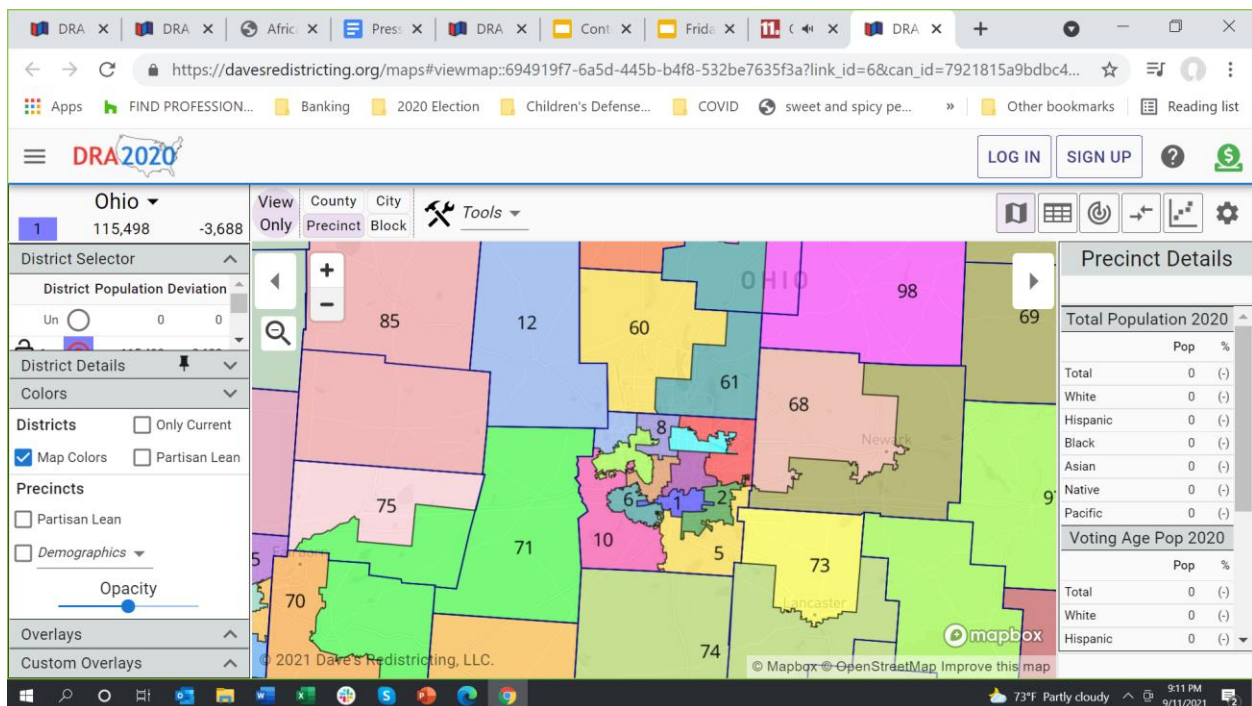 DRA
DRA
Afric
Press
DRA
Cont
Frida
11.
DRA
https://davesredistricting.org/maps#viewmap::694919f7-6a5d-445b-b4f8-532be7635f3a?link_id=6&can_id=7921815a9bdbc4...
Apps
FIND PROFESSION...
Banking
2020 Election
Children's Defense...
COVID
sweet and spicy pe...
»
Other bookmarks
Reading list
DRA2020
LOG IN
SIGN UP
Ohio
1 115,498 -3,688
View Only
County
City
Precinct
Block
Tools
District Selector
District Population Deviation
Un 0 0
District Details
Colors
Districts
Only Current
Map Colors
Partisan Lean
Precincts
Partisan Lean
Demographics
Opacity
Overlays
Custom Overlays
OHIO
85
12
60
98
69
61
68
8
Newark
75
6
1
2
71
10
5
73
70
Lancaster
74
mapbox
© 2021 Dave's Redistricting, LLC.
© Mapbox © OpenStreetMap Improve this map
Precinct Details
Total Population 2020
Pop %
Total 0 (-)
White 0 (-)
Hispanic 0 (-)
Black 0 (-)
Asian 0 (-)
Native 0 (-)
Pacific 0 (-)
Voting Age Pop 2020
Pop %
Total 0 (-)
White 0 (-)
Hispanic 0 (-)
73°F Partly cloudy
9:11 PM
9/11/2021
2